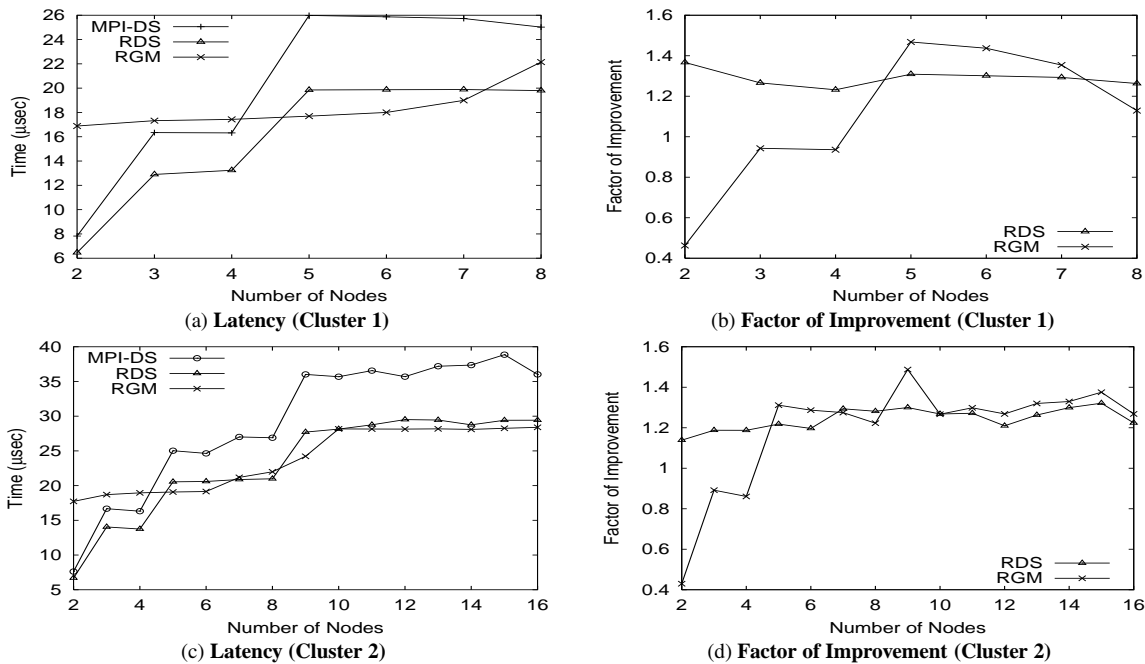 26
24
22
20
18
16
14
12
10
8
6
Time (μsec)
MPI-DS
RDS
RGM
2 3 4 5 6 7 8
Number of Nodes
(a) Latency (Cluster 1)
1.6
1.4
1.2
1
0.8
0.6
0.4
Factor of Improvement
RDS
RGM
2 3 4 5 6 7 8
Number of Nodes
(b) Factor of Improvement (Cluster 1)
40
35
30
25
20
15
10
5
Time (μsec)
MPI-DS
RDS
RGM
2 4 6 8 10 12 14 16
Number of Nodes
(c) Latency (Cluster 2)
1.6
1.4
1.2
1
0.8
0.6
0.4
Factor of Improvement
RDS
RGM
2 4 6 8 10 12 14 16
Number of Nodes
(d) Factor of Improvement (Cluster 2)